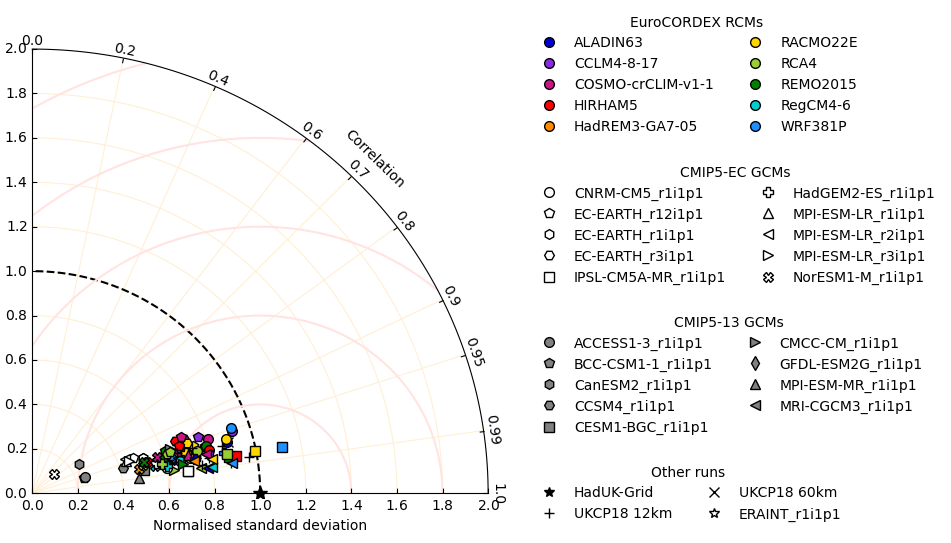 EuroCORDEX RCMs
ALADIN63
CCLM4-8-17
COSMO-crCLIM-v1-1
HIRHAM5
HadREM3-GA7-05
RACMO22E
RCA4
REMO2015
RegCM4-6
WRF381P
CMIP5-EC GCMs
CNRM-CM5_r1i1p1
EC-EARTH_r12i1p1
EC-EARTH_r1i1p1
EC-EARTH_r3i1p1
IPSL-CM5A-MR_r1i1p1
HadGEM2-ES_r1i1p1
MPI-ESM-LR_r1i1p1
MPI-ESM-LR_r2i1p1
MPI-ESM-LR_r3i1p1
NorESM1-M_r1i1p1
CMIP5-13 GCMs
ACCESS1-3_r1i1p1
BCC-CSM1-1_r1i1p1
CanESM2_r1i1p1
CCSM4_r1i1p1
CESM1-BGC_r1i1p1
CMCC-CM_r1i1p1
GFDL-ESM2G_r1i1p1
MPI-ESM-MR_r1i1p1
MRI-CGCM3_r1i1p1
Other runs
HadUK-Grid
UKCP18 12km
UKCP18 60km
ERAINT_r1i1p1
2.0
1.8
1.6
1.4
1.2
1.0
0.8
0.6
0.4
0.2
0.0
0.0
0.2
0.4
0.6
0.7
0.8
0.9
0.95
0.99
1.0
Correlation
0.0
0.2
0.4
0.6
0.8
1.0
1.2
1.4
1.6
1.8
2.0
Normalised standard deviation